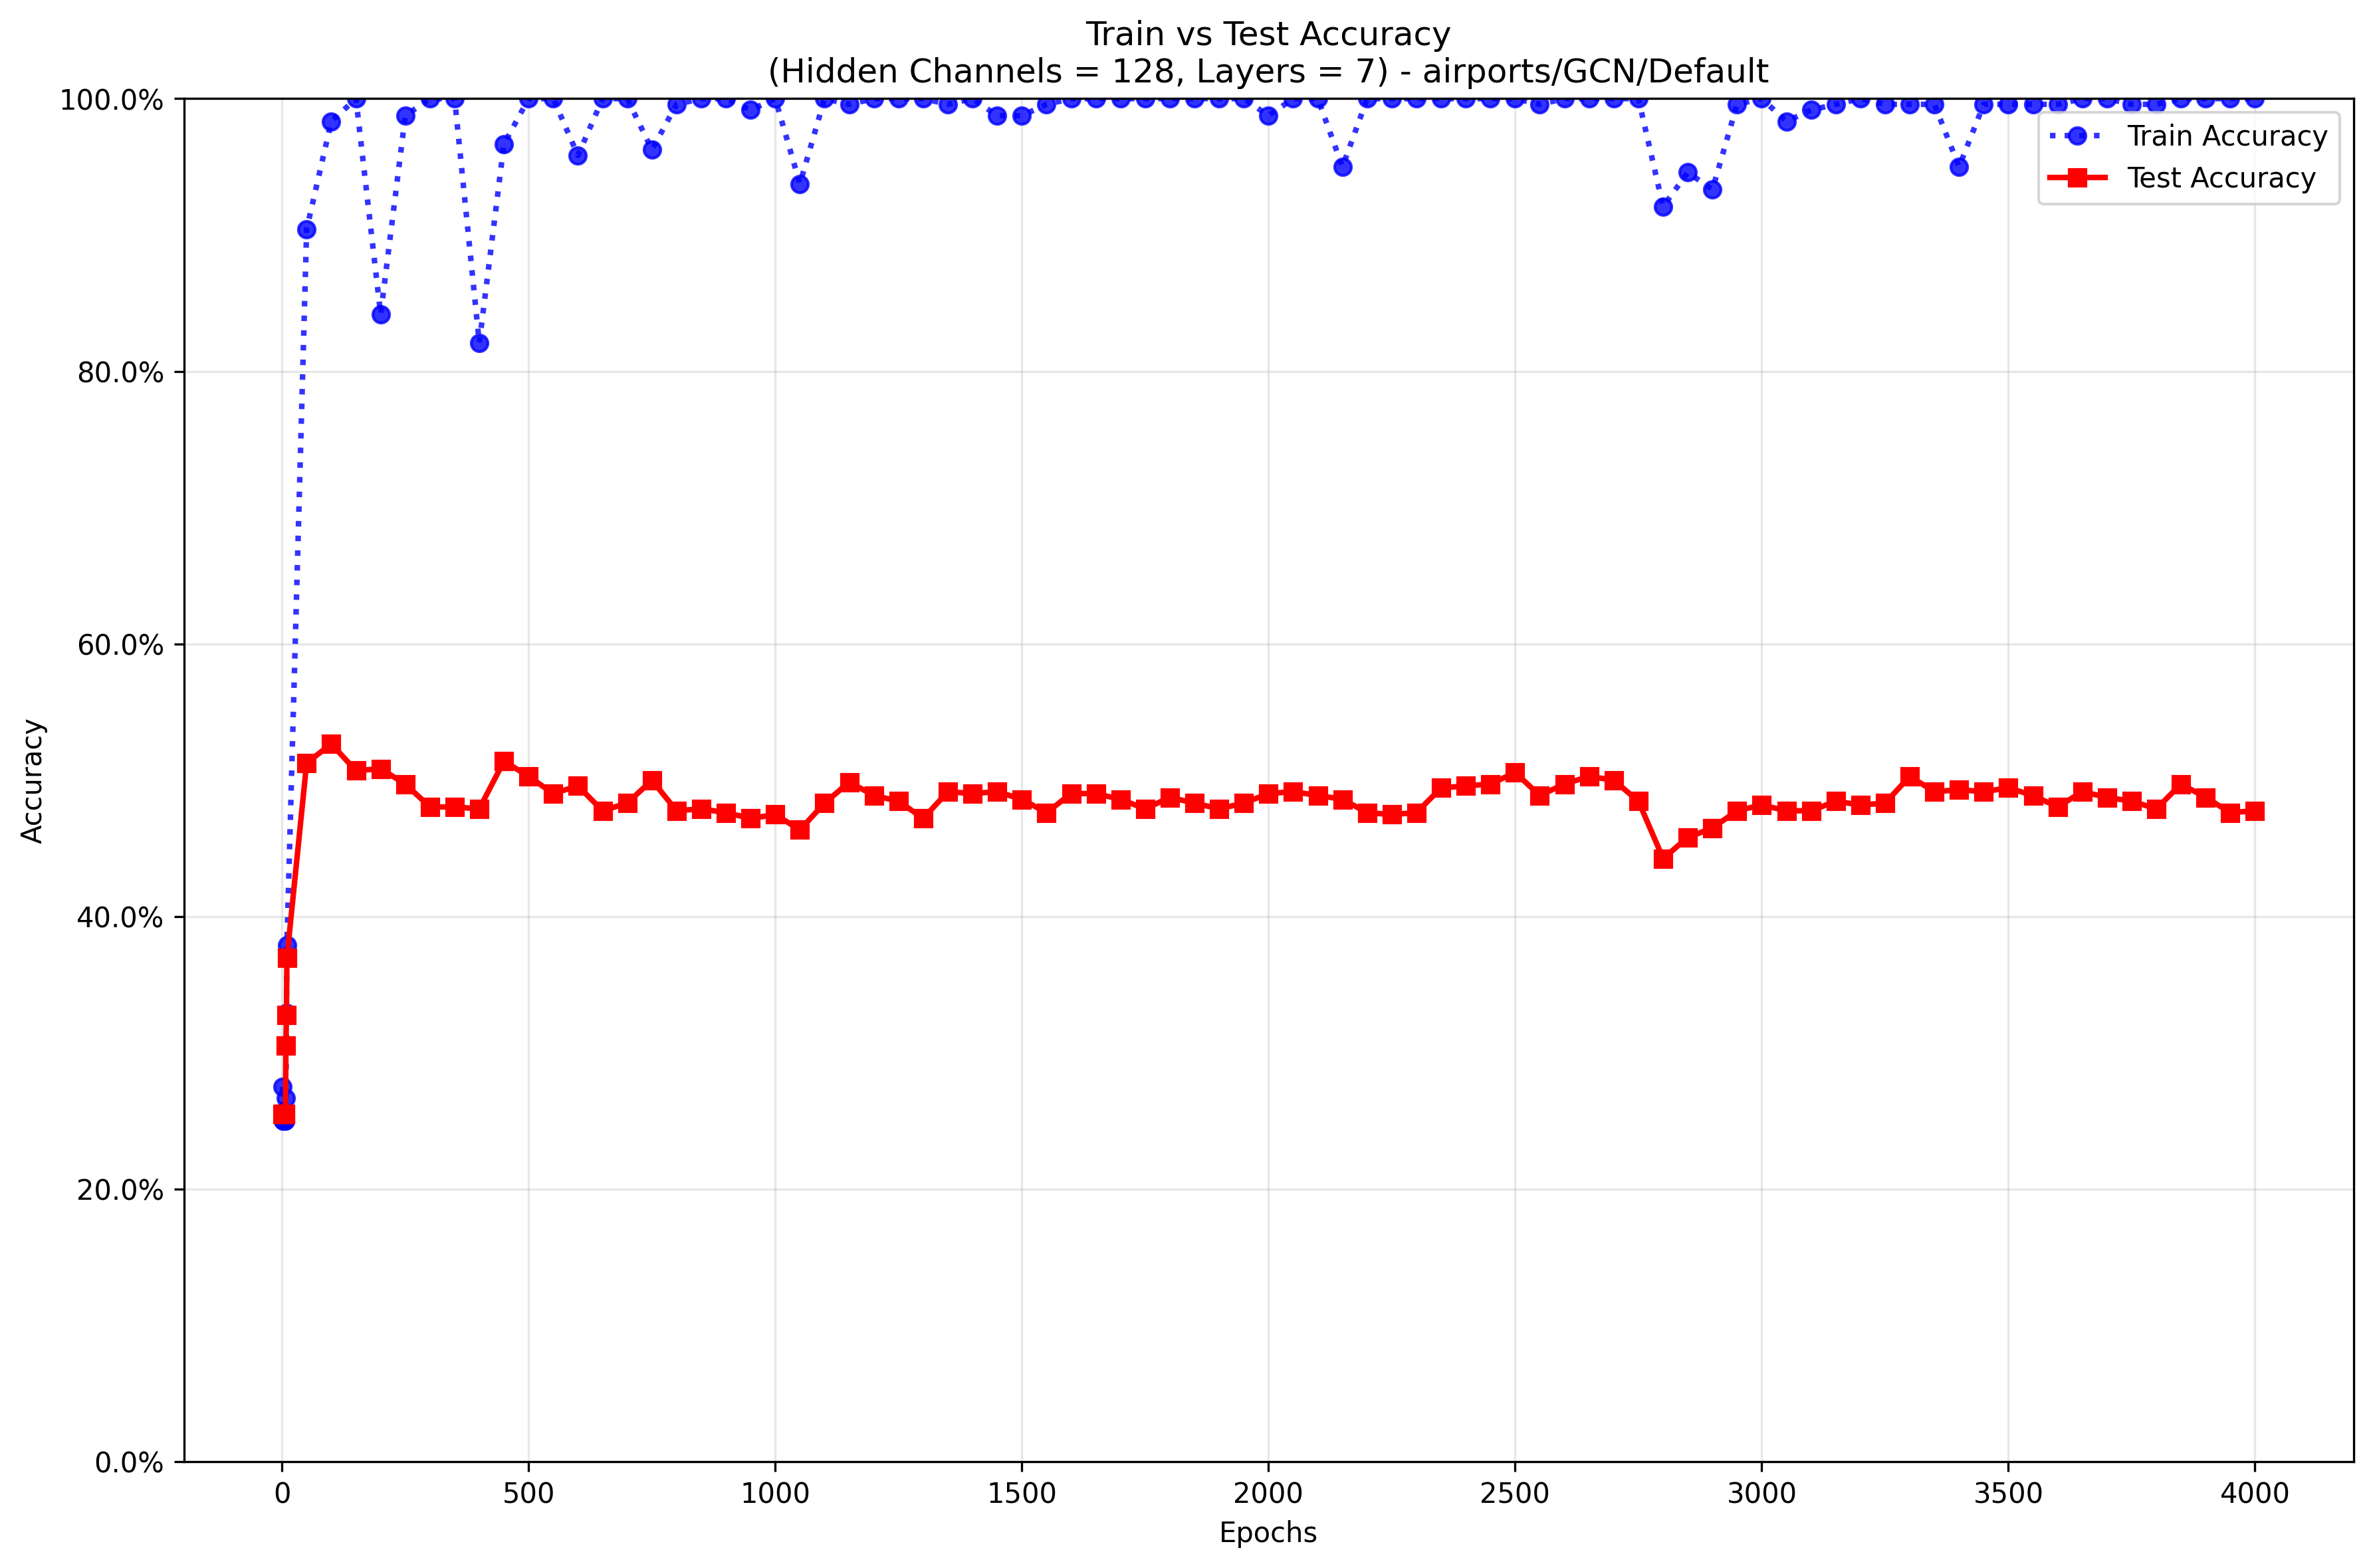 Train vs Test Accuracy
(Hidden Channels = 128, Layers = 7) - airports/GCN/Default
100.0%
80.0%
60.0%
40.0%
20.0%
0.0%
Accuracy
Train Accuracy
Test Accuracy
0 500 1000 1500 2000 2500 3000 3500 4000
Epochs